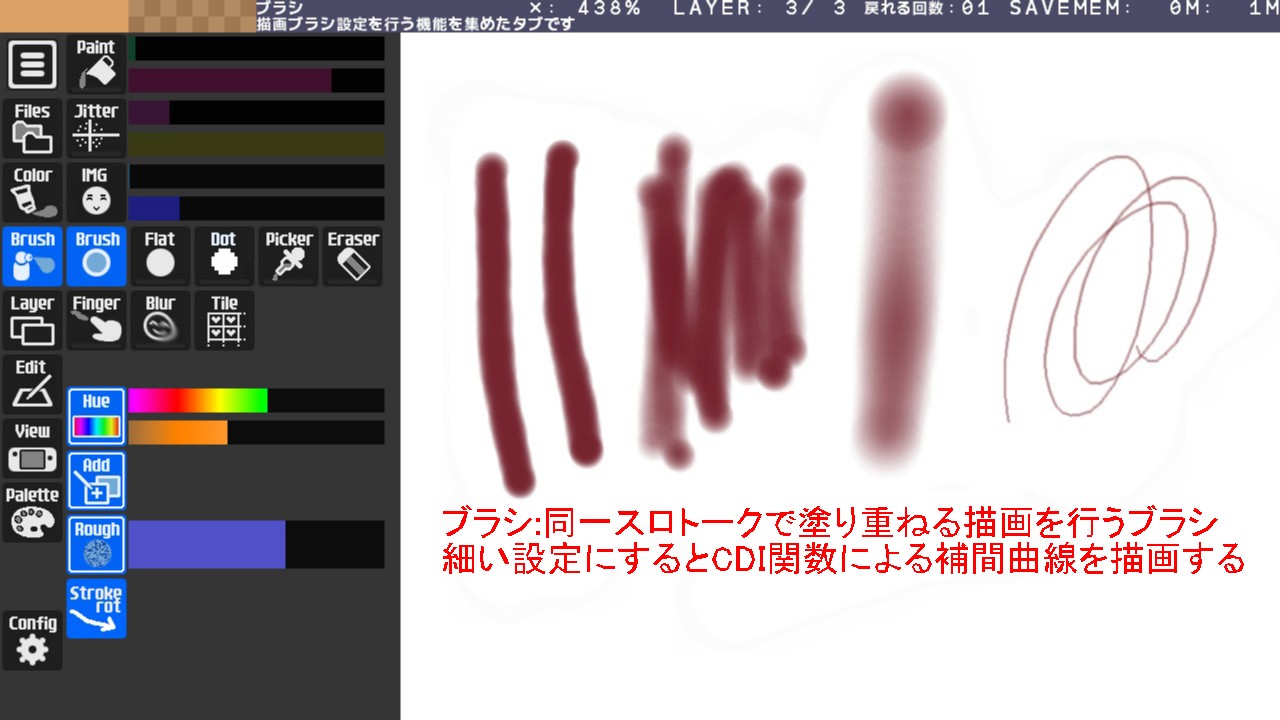 ブラシ
×: 438% LAYER: 3/ 3 戻れる回数:01 SAVEMEM: 0M: 1M
描画ブラシ設定を行う機能を集めたタブです
Paint
Files
Jitter
Color
IMG
Brush
Brush
Flat
Dot
Picker
Eraser
Layer
Finger
Blur
Tile
Edit
Hue
View
Add
Palette
Rough
Stroke
rot
Config
ブラシ:同一スロトークで塗り重ねる描画を行うブラシ
細い設定にするとCDI関数による補間曲線を描画する